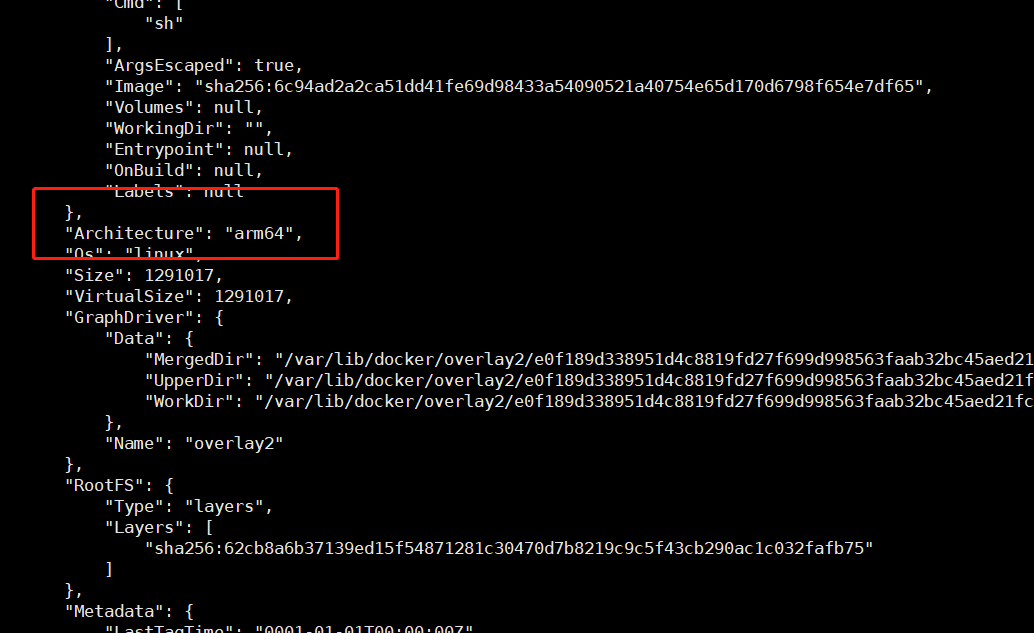 "Cmd": [
"sh"
],
"ArgsEscaped": true,
"Image": "sha256:6c94ad2a2ca51dd41fe69d98433a54090521a40754e65d170d6798f654e7df65",
"Volumes": null,
"WorkingDir": "",
"Entrypoint": null,
"OnBuild": null,
"Labels": null
},
"Architecture": "arm64",
"Os": "linux",
"Size": 1291017,
"VirtualSize": 1291017,
"GraphDriver": {
"Data": {
"MergedDir": "/var/lib/docker/overlay2/e0f189d338951d4c8819fd27f699d998563faab32bc45aed21
"UpperDir": "/var/lib/docker/overlay2/e0f189d338951d4c8819fd27f699d998563faab32bc45aed21f
"WorkDir": "/var/lib/docker/overlay2/e0f189d338951d4c8819fd27f699d998563faab32bc45aed21fc
},
"Name": "overlay2"
},
"RootFS": {
"Type": "layers",
"Layers": [
"sha256:62cb8a6b37139ed15f54871281c30470d7b8219c9c5f43cb290ac1c032fafb75"
]
},
"Metadata": {
"LastTagTime": "0001-01-01T00:00:00Z"